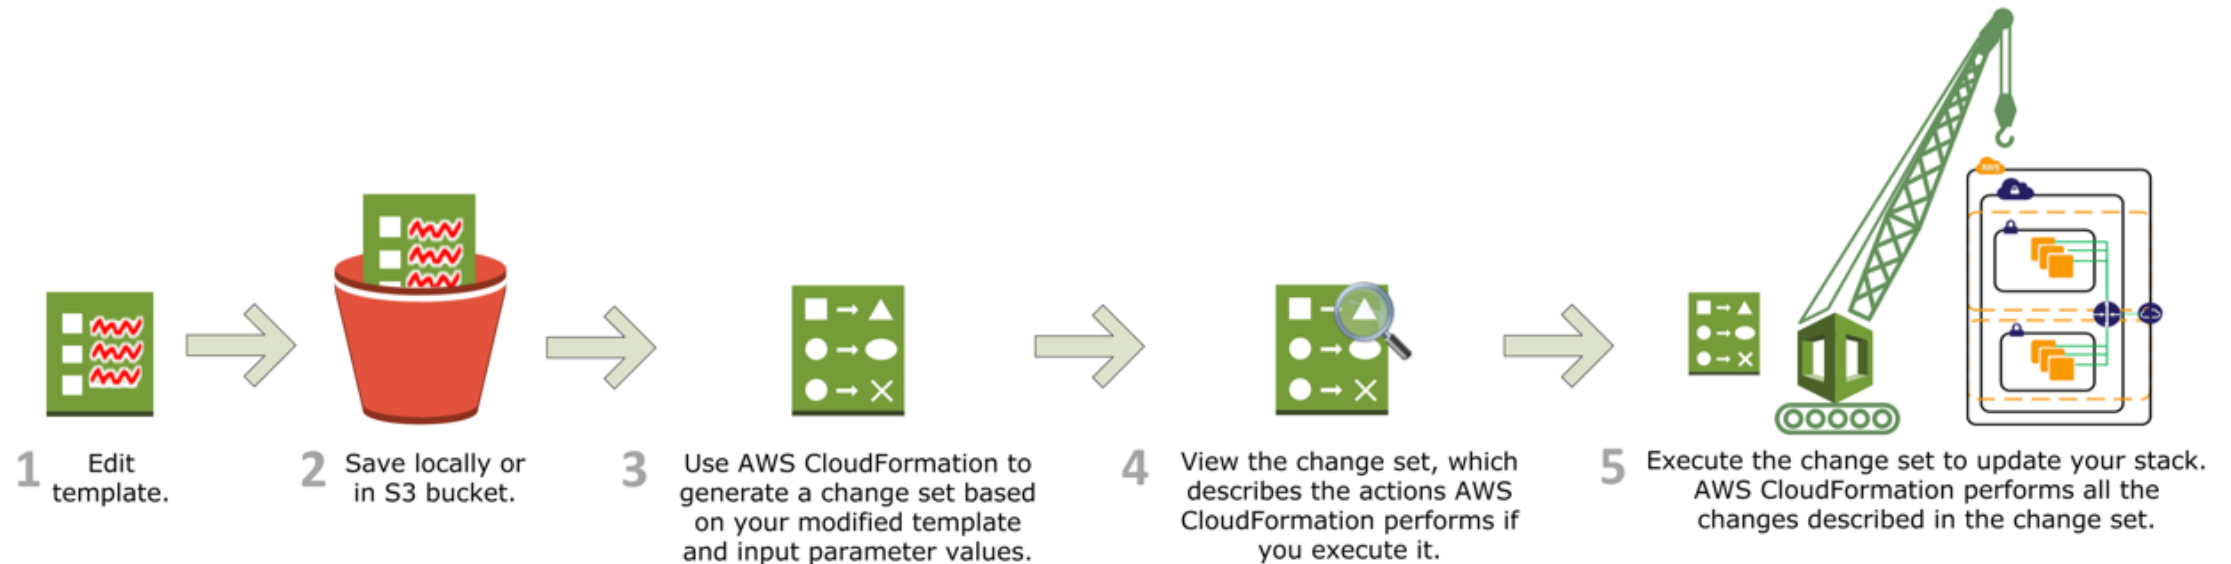 1
Edit
template.
2
Save locally or
in S3 bucket.
3
Use AWS CloudFormation to
generate a change set based
on your modified template
and input parameter values.
4
View the change set, which
describes the actions AWS
CloudFormation performs if
you execute it.
5
Execute the change set to update your stack.
AWS CloudFormation performs all the
changes described in the change set.
AWS